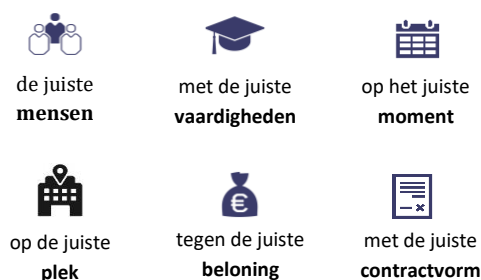 de juiste
mensen
met de juiste
vaardigheden
op het juiste
moment
op de juiste
plek
tegen de juiste
beloning
met de juiste
contractvorm